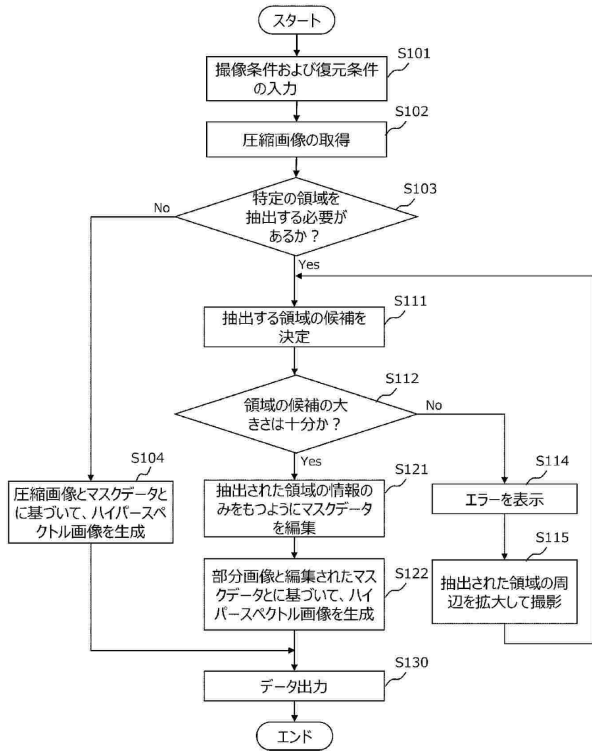 スタート
S101
撮像条件および復元条件
の入力
S102
圧縮画像の取得
S103
特定の領域を
抽出する必要が
あるか？
No
Yes
S111
抽出する領域の候補を
決定
S112
領域の候補の大
きさは十分か？
No
Yes
S104
圧縮画像とマスクデータと
に基づいて、ハイパースペ
クトル画像を生成
S121
抽出された領域の情報の
みをもつようにマスクデータ
を編集
S114
エラーを表示
S122
部分画像と編集されたマス
クデータとに基づいて、ハイ
パースペクトル画像を生成
S115
抽出された領域の周
辺を拡大して撮影
S130
データ出力
エンド